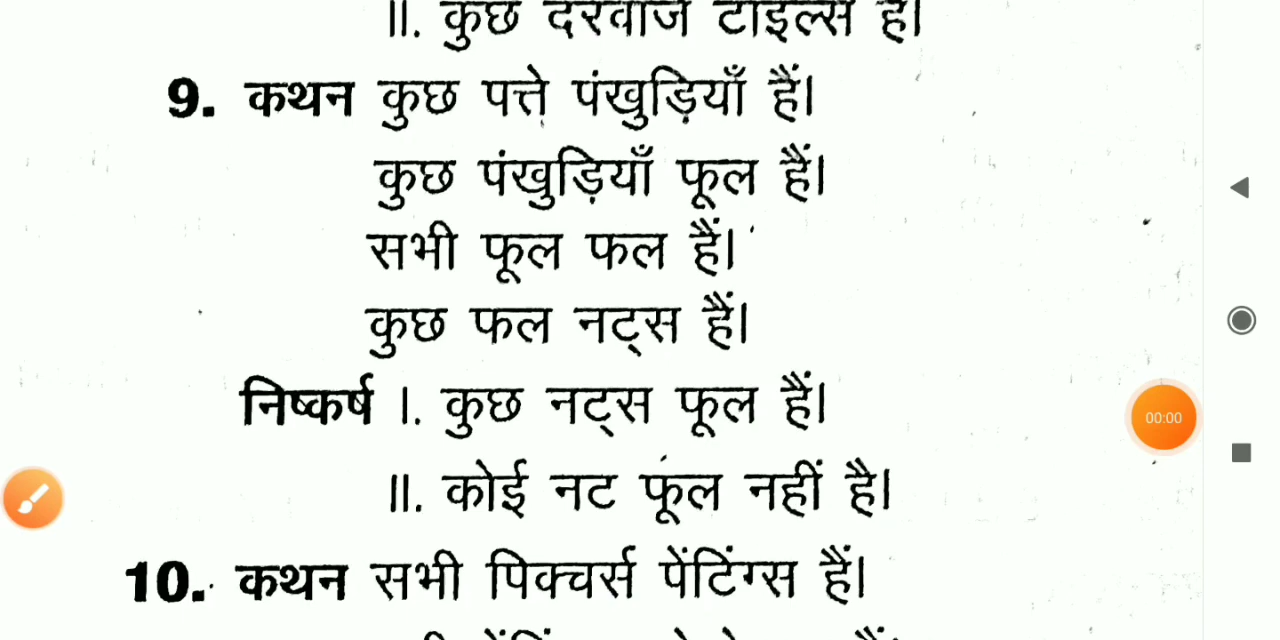 II. कुछ दरवाजे टाइल्स हैं।
9. कथन कुछ पत्ते पंखुड़ियाँ हैं।
कुछ पंखुड़ियाँ फूल हैं।
सभी फूल फल हैं।
कुछ फल नट्स हैं।
निष्कर्ष I. कुछ नट्स फूल हैं।
II. कोई नट फूल नहीं है।
00:00
10. कथन सभी पिक्चर्स पेंटिंग्स हैं।